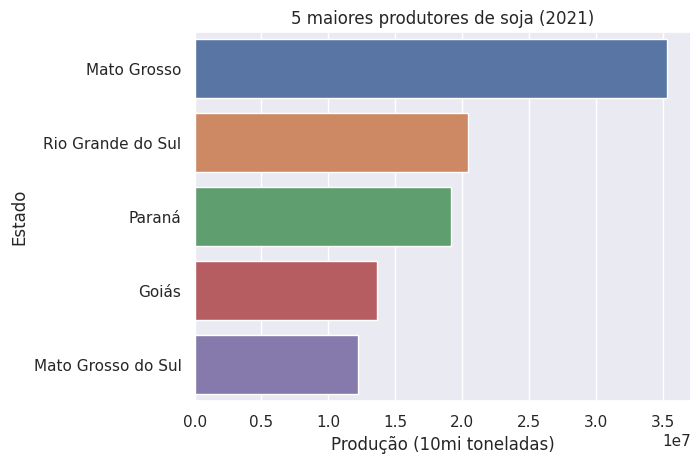 5 maiores produtores de soja (2021)
Estado
Mato Grosso
Rio Grande do Sul
Paraná
Goiás
Mato Grosso do Sul
0.0 0.5 1.0 1.5 2.0 2.5 3.0 3.5
1e7
Produção (10mi toneladas)